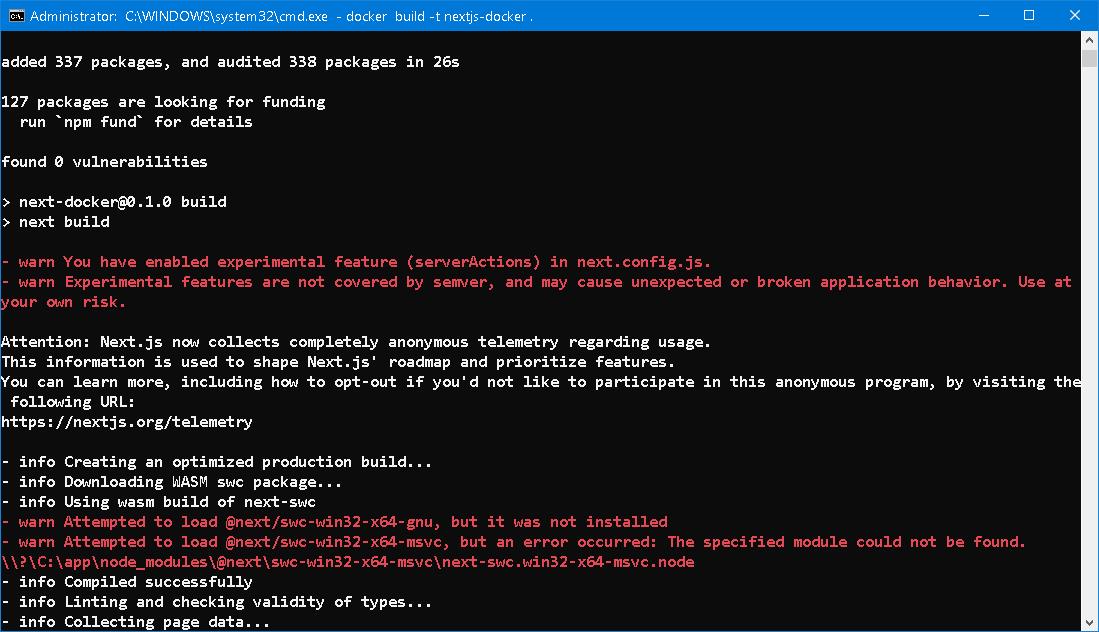 Administrator: C:\WINDOWS\system32\cmd.exe - docker build -t nextjs-docker .
added 337 packages, and audited 338 packages in 26s
127 packages are looking for funding
run `npm fund` for details
found 0 vulnerabilities
> next-docker@0.1.0 build
> next build
- warn You have enabled experimental feature (serverActions) in next.config.js.
- warn Experimental features are not covered by semver, and may cause unexpected or broken application behavior. Use at
your own risk.
Attention: Next.js now collects completely anonymous telemetry regarding usage.
This information is used to shape Next.js' roadmap and prioritize features.
You can learn more, including how to opt-out if you'd not like to participate in this anonymous program, by visiting the
following URL:
https://nextjs.org/telemetry
- info Creating an optimized production build...
- info Downloading WASM swc package...
- info Using wasm build of next-swc
- warn Attempted to load @next/swc-win32-x64-gnu, but it was not installed
- warn Attempted to load @next/swc-win32-x64-msvc, but an error occurred: The specified module could not be found.
\\?\C:\app\node_modules\@next\swc-win32-x64-msvc\next-swc.win32-x64-msvc.node
- info Compiled successfully
- info Linting and checking validity of types...
- info Collecting page data...